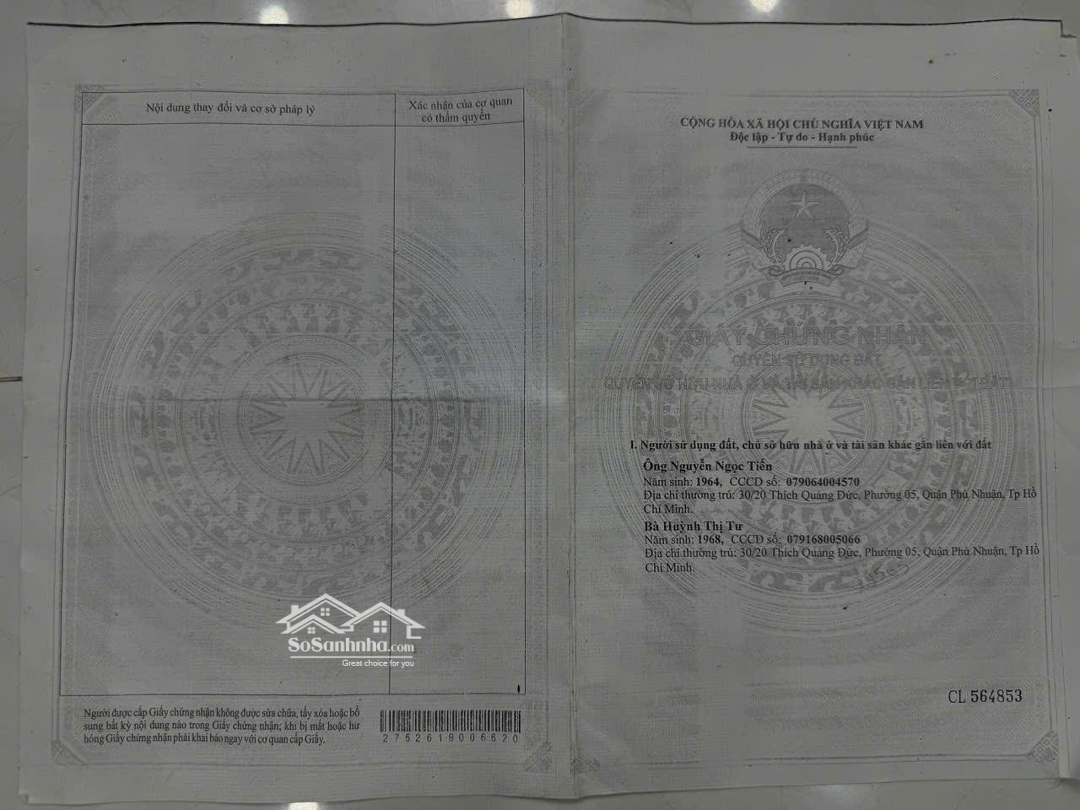 Nội dung thay đổi và cơ sở pháp lý
Xác nhận của cơ quan
có thẩm quyền
Người được cấp Giấy chứng nhận không được sửa chữa, tẩy xóa hoặc bổ
sung bất kỳ nội dung nào trong Giấy chứng nhận; khi bị mất hoặc hư
hỏng Giấy chứng nhận phải khai báo ngay với cơ quan cấp Giấy.
2752618006620
CỘNG HÒA XÃ HỘI CHỦ NGHĨA VIỆT NAM
Độc lập - Tự do - Hạnh phúc
GIẤY CHỨNG NHẬN
QUYỀN SỬ DỤNG ĐẤT
QUYỀN SỞ HỮU NHÀ Ở VÀ TÀI SẢN KHÁC GẮN LIỀN VỚI ĐẤT
I. Người sử dụng đất, chủ sở hữu nhà ở và tài sản khác gắn liền với đất
Ông Nguyễn Ngọc Tiến
Năm sinh: 1964, CCCD số: 079064004570
Địa chỉ thường trú: 30/20 Thích Quảng Đức, Phường 05, Quận Phú Nhuận, Tp Hồ
Chí Minh.
Bà Huỳnh Thị Tư
Năm sinh: 1968, CCCD số: 079168005066
Địa chỉ thường trú: 30/20 Thích Quảng Đức, Phường 05, Quận Phú Nhuận, Tp Hồ
Chí Minh.
CL 564853
SoSanhnha.com
Great choice for you